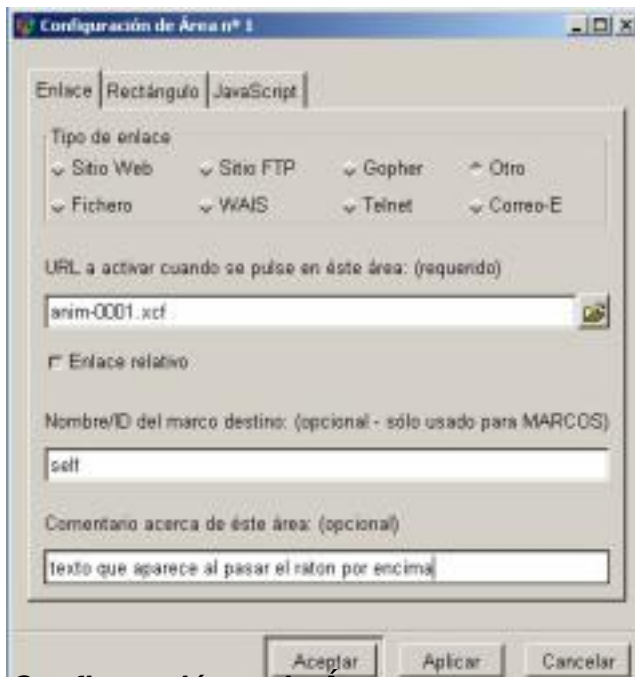 Configuración de Área nº 1
Enlace Rectángulo JavaScript
Tipo de enlace
Sitio Web Sitio FTP Gopher Otro
Fichero WAIS Telnet Correo-E
URL a activar cuando se pulse en éste área: (requerido)
anim-0001.xcf
Enlace relativo
Nombre/ID del marco destino: (opcional - sólo usado para MARCOS)
self
Comentario acerca de éste área: (opcional)
texto que aparece al pasar el raton por encima
Aceptar Aplicar Cancelar